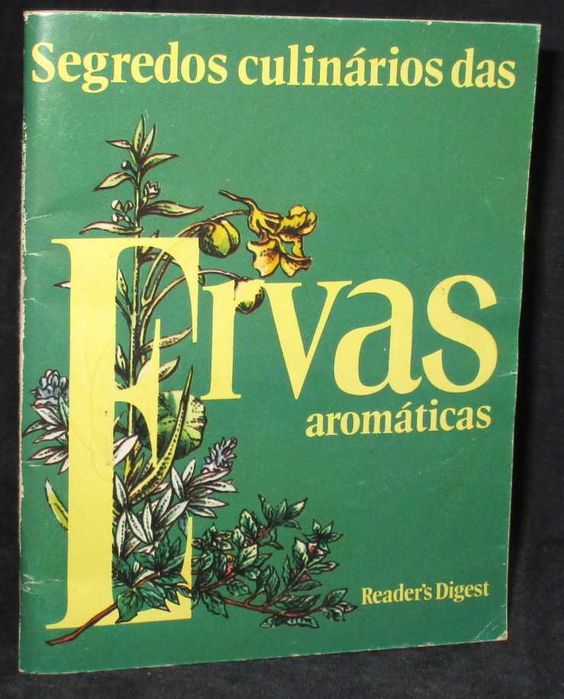 Segredos culinários das
Ervas
aromáticas
Reader's Digest